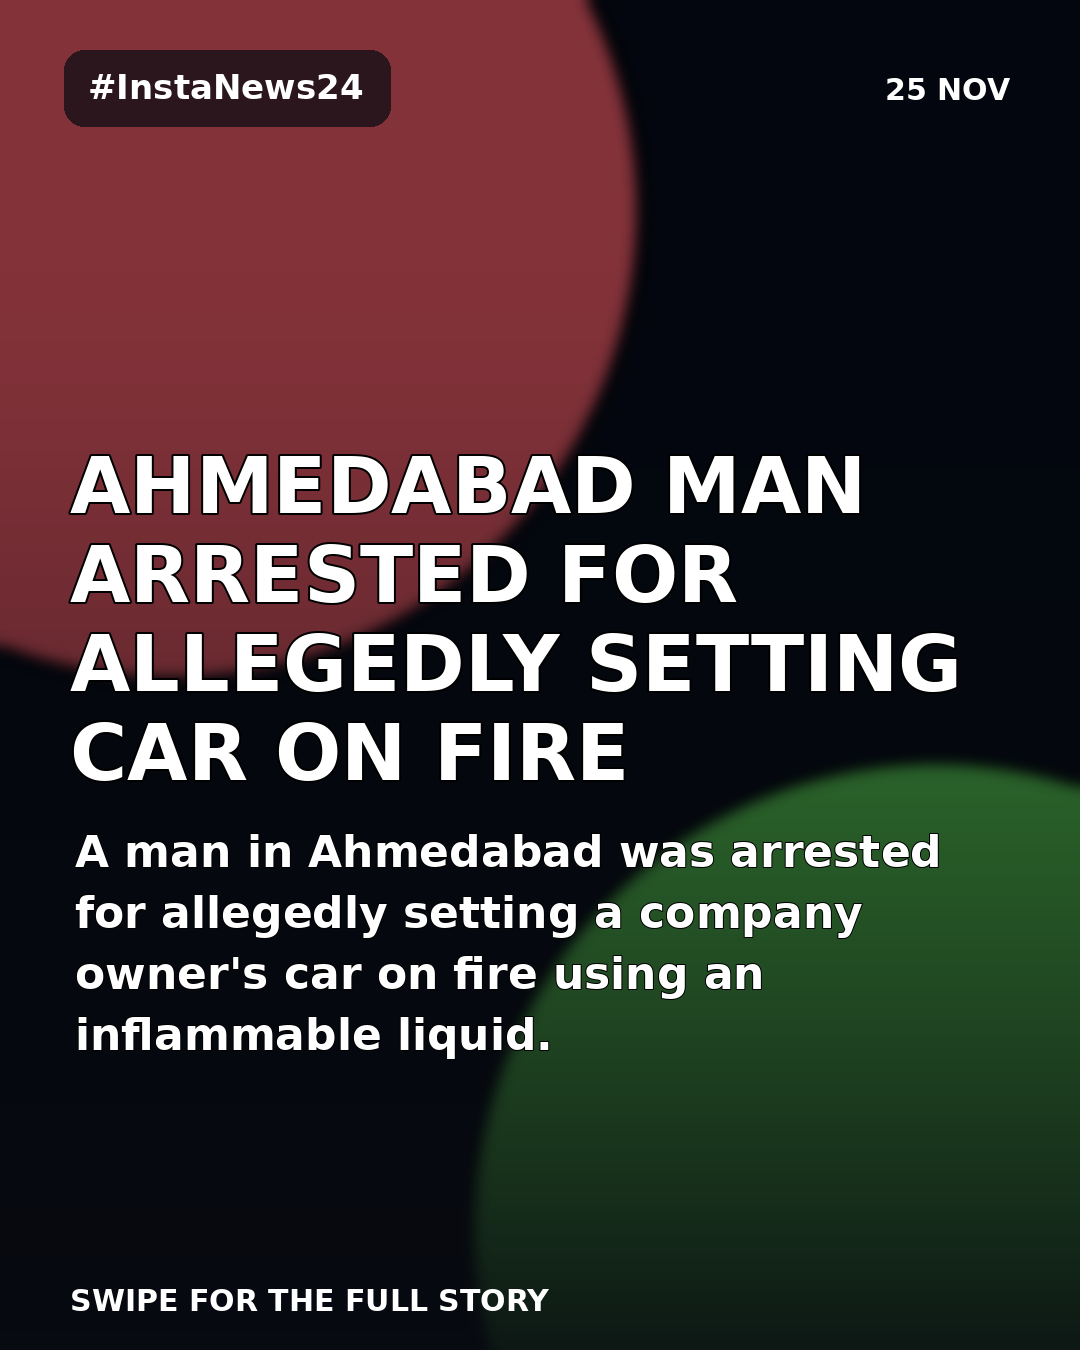 #InstaNews24
25 NOV
AHMEDABAD MAN
ARRESTED FOR
ALLEGEDLY SETTING
CAR ON FIRE
A man in Ahmedabad was arrested
for allegedly setting a company
owner's car on fire using an
inflammable liquid.
SWIPE FOR THE FULL STORY